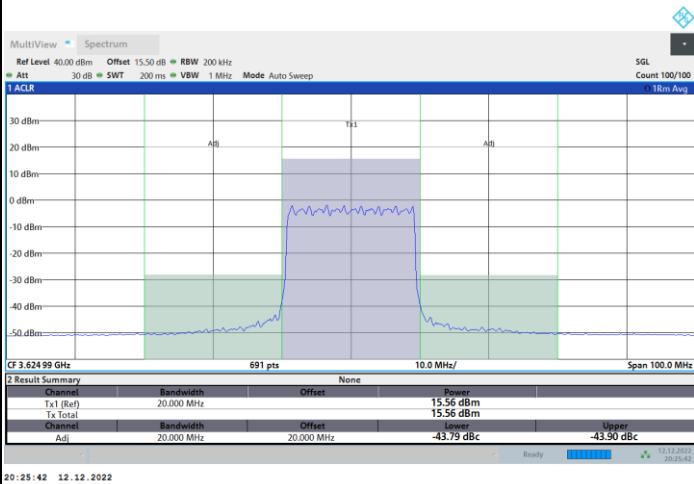 MultiView Spectrum
Ref Level 40.00 dBm Offset 15.50 dB RBW 200 kHz SGL
Att 30 dB SWT 200 ms VBW 1 MHz Mode Auto Sweep Count 100/100
1 ACLR 1Rm Avg
Tx1
Adj Adj
30 dBm
20 dBm
10 dBm
0 dBm
-10 dBm
-20 dBm
-30 dBm
-40 dBm
-50 dBm
CF 3.624 99 GHz 691 pts 10.0 MHz/ Span 100.0 MHz
2 Result Summary None
Channel Bandwidth Offset Power
Tx1 (Ref) 20.000 MHz 15.56 dBm
Tx Total 15.56 dBm
Channel Bandwidth Offset Lower Upper
Adj 20.000 MHz 20.000 MHz -43.79 dBc -43.90 dBc
Ready 12.12.2022
20:25:42
20:25:42 12.12.2022